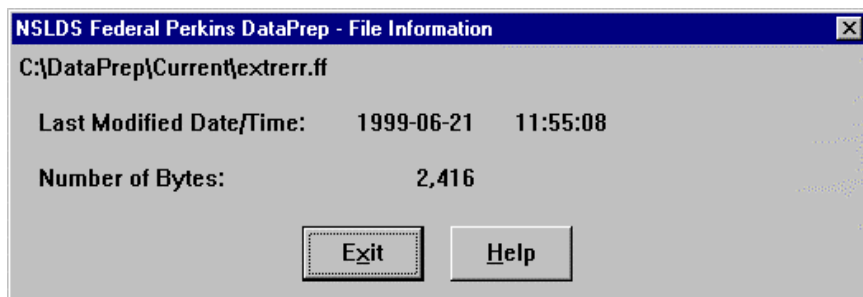 NSLDS Federal Perkins DataPrep - File Information
C:\DataPrep\Current\extrerr.ff
Last Modified Date/Time: 1999-06-21 11:55:08
Number of Bytes: 2,416
Exit Help